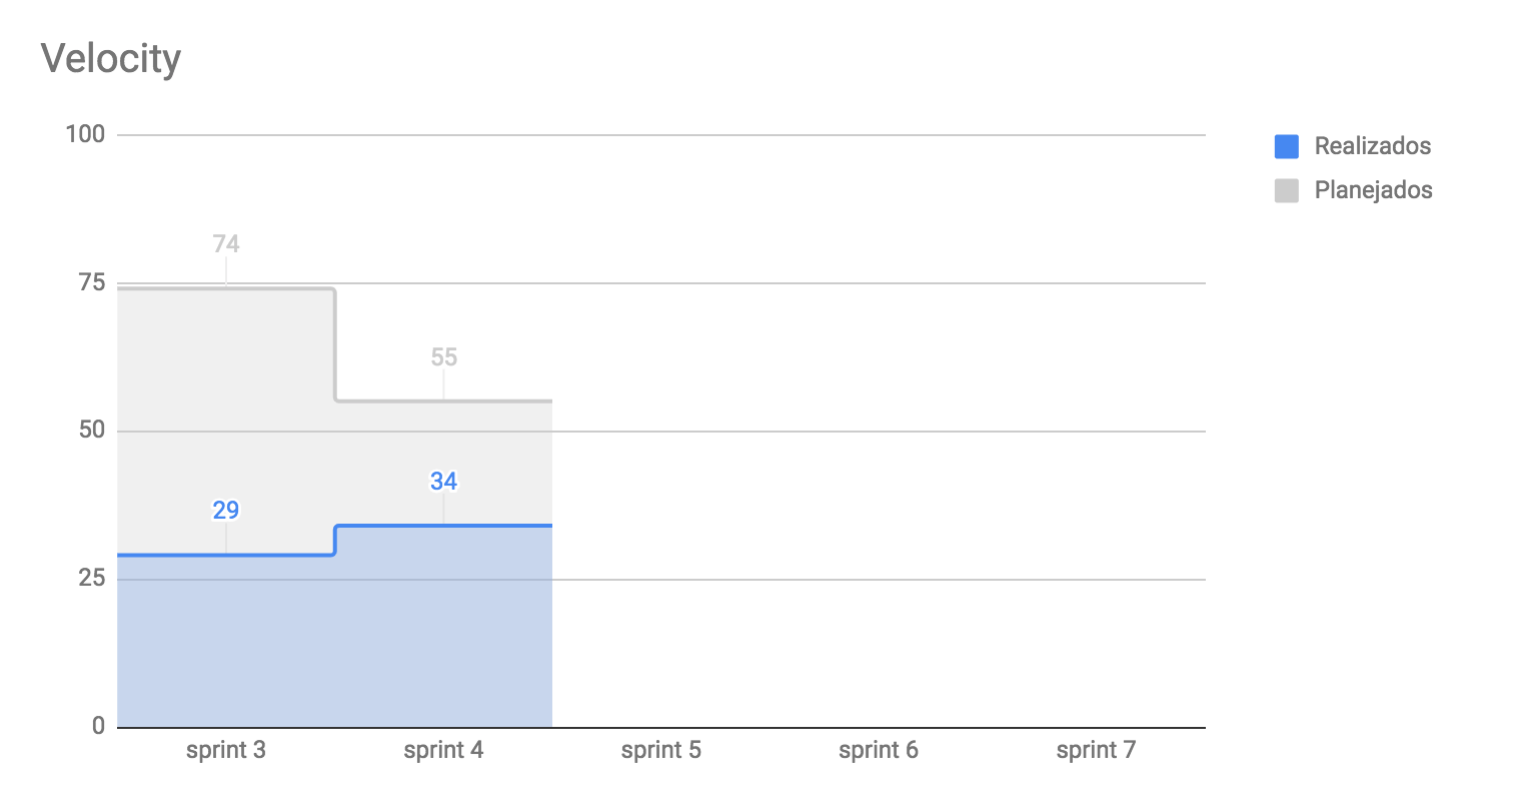 Velocity
100
75
50
25
0
74
55
29
34
sprint 3
sprint 4
sprint 5
sprint 6
sprint 7
Realizados
Planejados